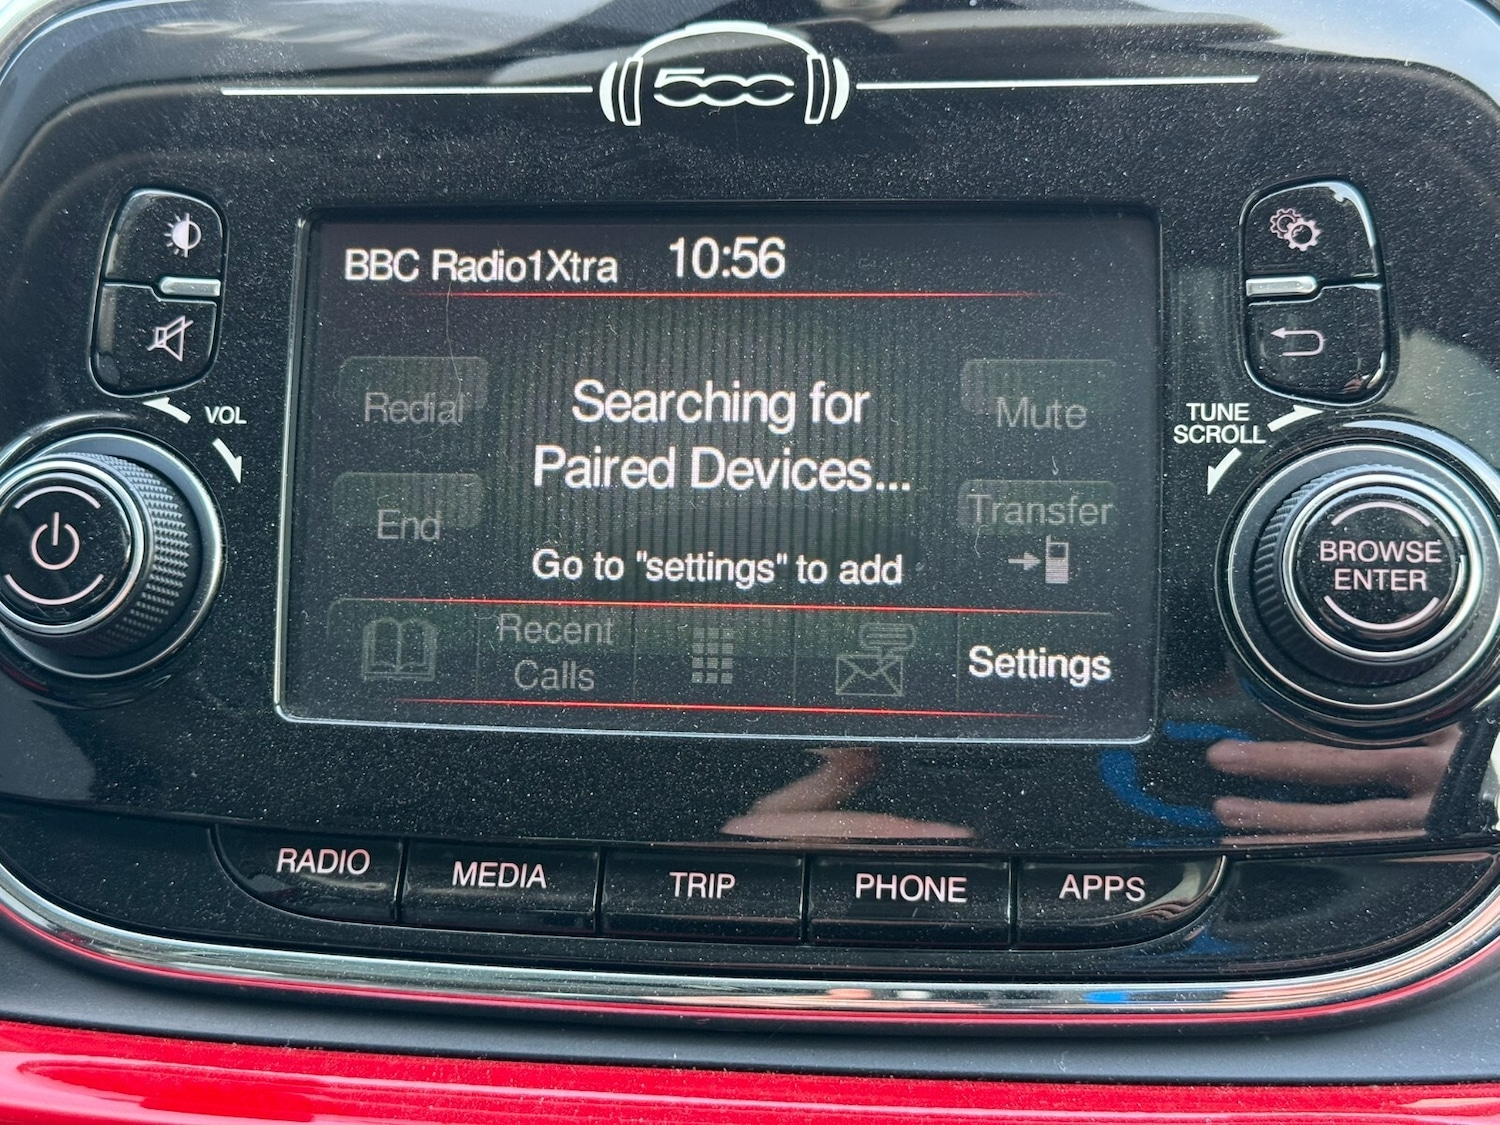 500
BBC Radio1Xtra 10:56
VOL
TUNE
SCROLL
Redial
Searching for
Paired Devices...
Mute
End
Transfer
Go to "settings" to add
BROWSE
ENTER
Recent
Calls
Settings
RADIO MEDIA TRIP PHONE APPS